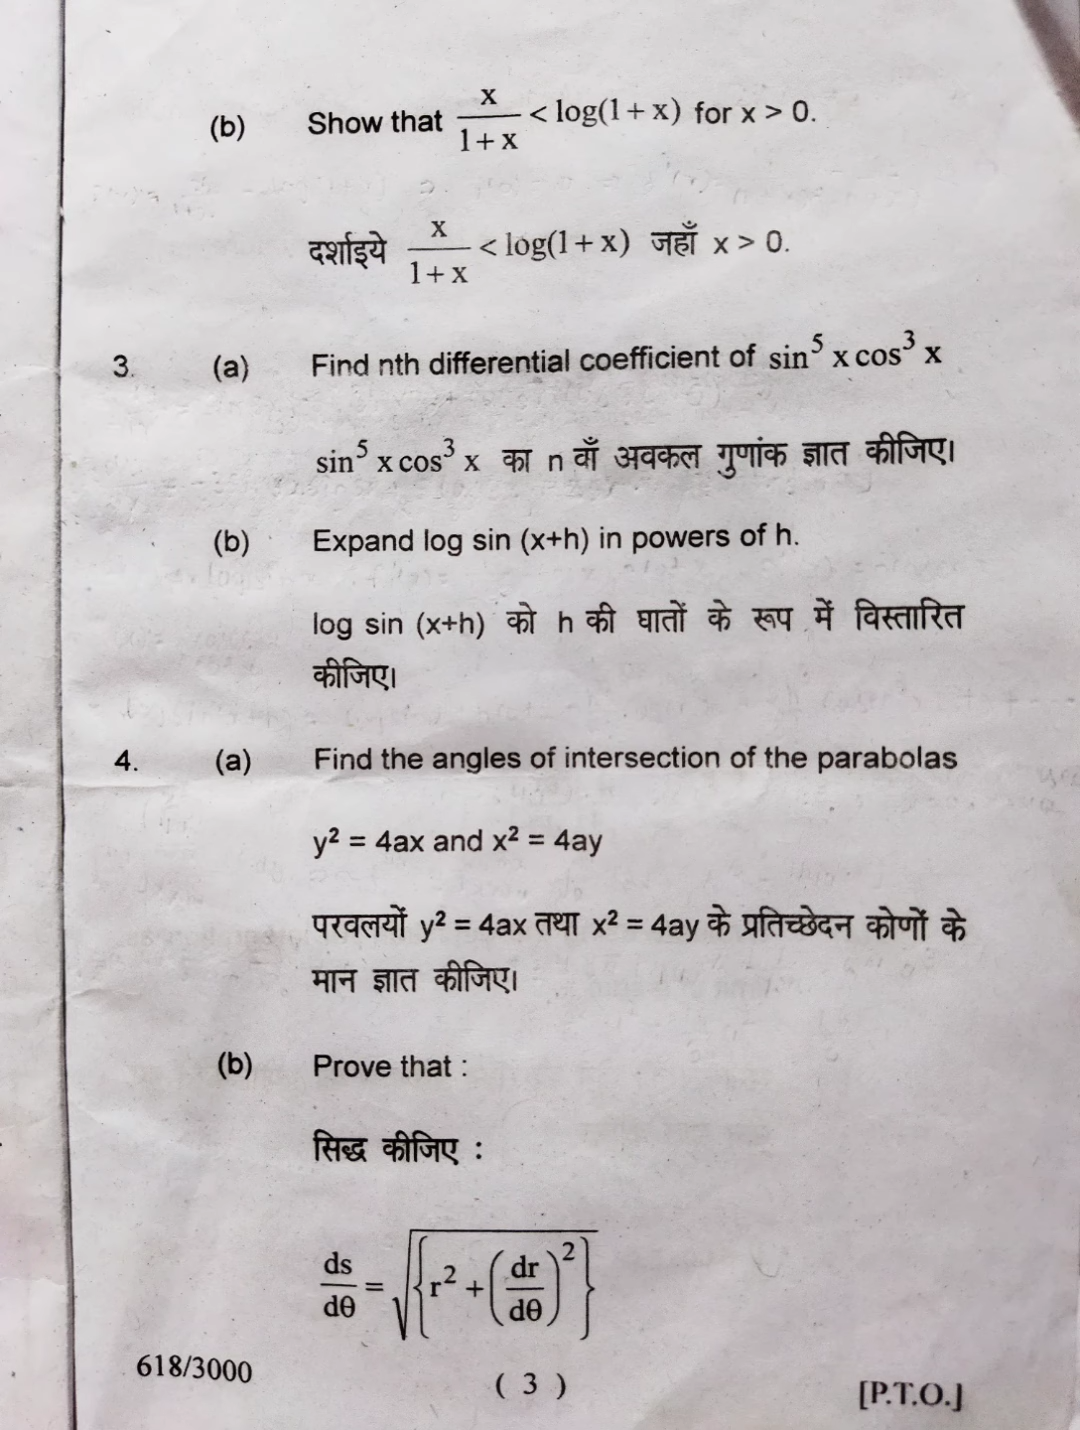 (b) Show that x/(1+x) < log(1+x) for x > 0.
दर्शाइये x/(1+x) < log(1+x) जहाँ x > 0.
3. (a) Find nth differential coefficient of sin⁵ x cos³ x
sin⁵ x cos³ x का n वाँ अवकल गुणांक ज्ञात कीजिए।
(b) Expand log sin (x+h) in powers of h.
log sin (x+h) को h की घातों के रूप में विस्तारित
कीजिए।
4. (a) Find the angles of intersection of the parabolas
y² = 4ax and x² = 4ay
परवलयों y² = 4ax तथा x² = 4ay के प्रतिच्छेदन कोणों के
मान ज्ञात कीजिए।
(b) Prove that :
सिद्ध कीजिए :
ds/dθ = √{r² + (dr/dθ)²}
618/3000
( 3 )
[P.T.O.]